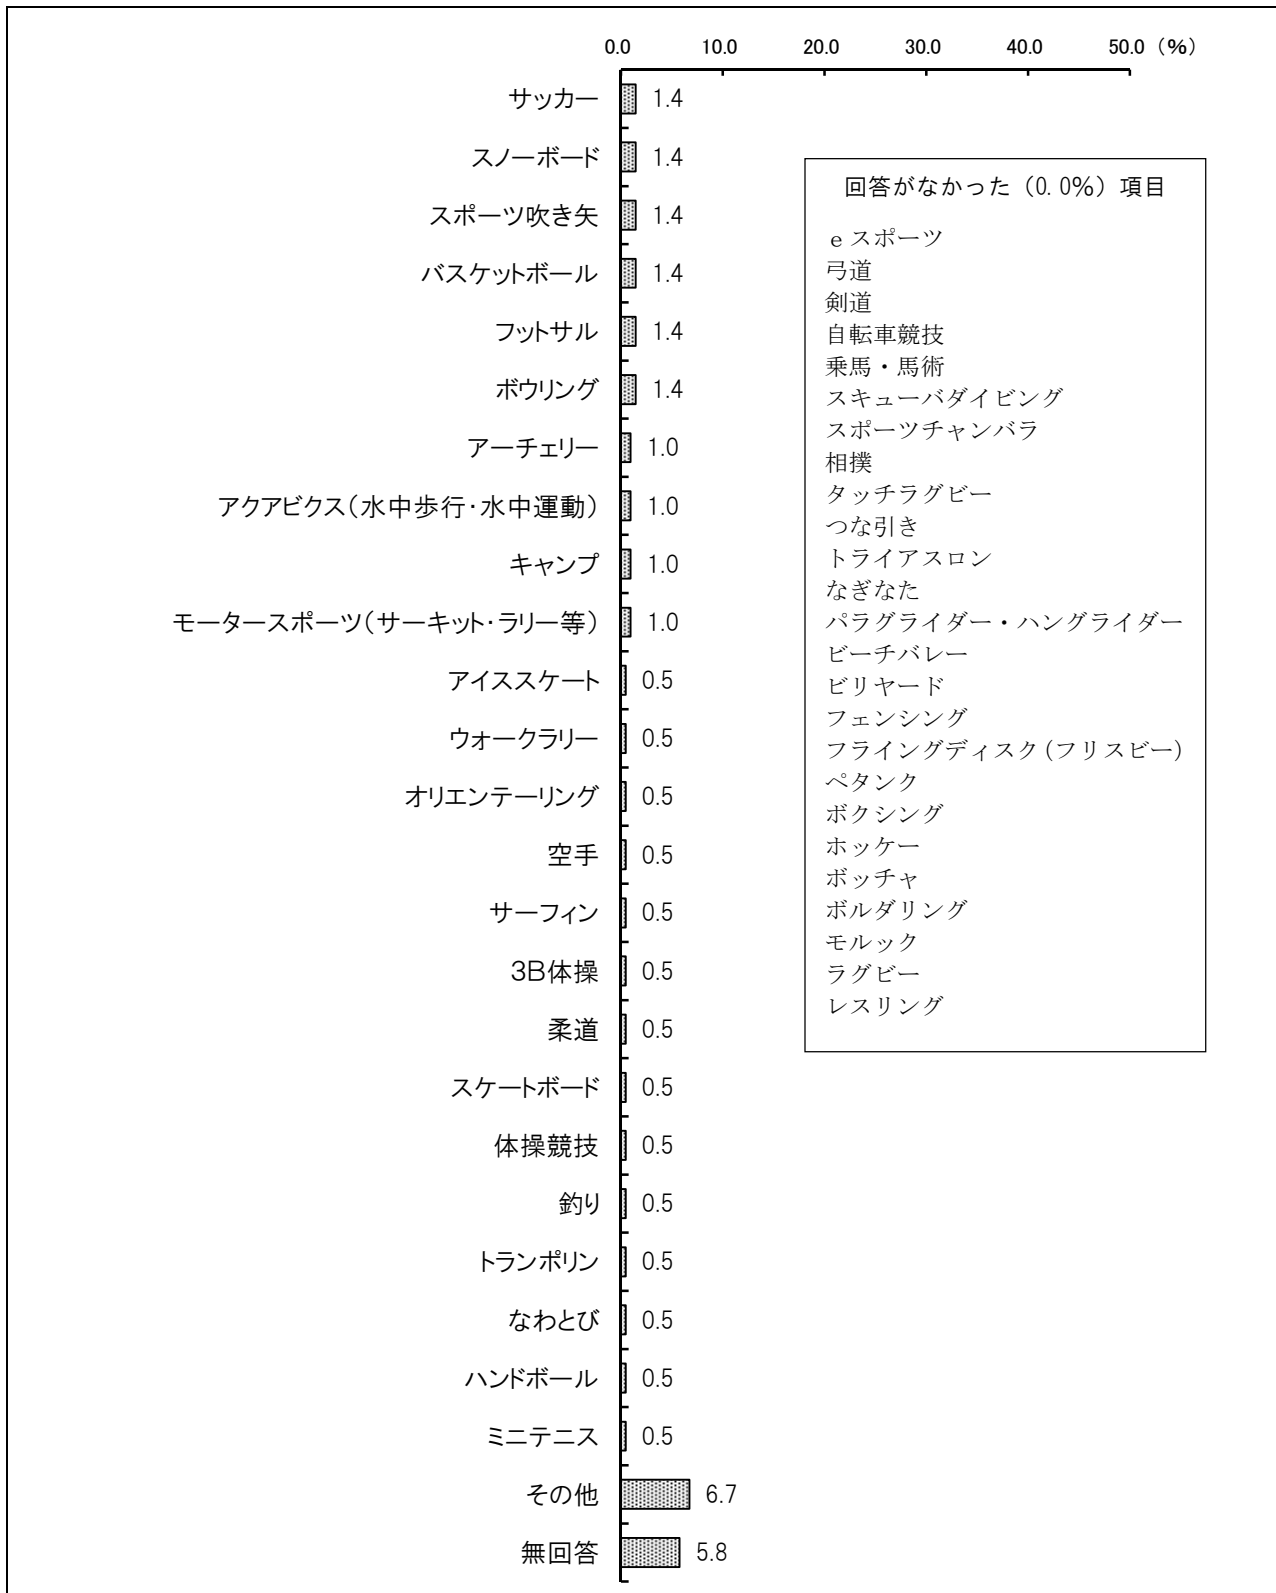 0.0 10.0 20.0 30.0 40.0 50.0 (%)
サッカー 1.4
スノーボード 1.4
スポーツ吹き矢 1.4
バスケットボール 1.4
フットサル 1.4
ボウリング 1.4
アーチェリー 1.0
アクアビクス(水中歩行・水中運動) 1.0
キャンプ 1.0
モータースポーツ(サーキット・ラリー等) 1.0
アイススケート 0.5
ウォークラリー 0.5
オリエンテーリング 0.5
空手 0.5
サーフィン 0.5
3B体操 0.5
柔道 0.5
スケートボード 0.5
体操競技 0.5
釣り 0.5
トランポリン 0.5
なわとび 0.5
ハンドボール 0.5
ミニテニス 0.5
その他 6.7
無回答 5.8
回答がなかった(0.0%)項目
eスポーツ
弓道
剣道
自転車競技
乗馬・馬術
スキューバダイビング
スポーツチャンバラ
相撲
タッチラグビー
つな引き
トライアスロン
なぎなた
パラグライダー・ハングライダー
ビーチバレー
ビリヤード
フェンシング
フライングディスク(フリスビー)
ペタンク
ボクシング
ホッケー
ボッチャ
ボルダリング
モルック
ラグビー
レスリング